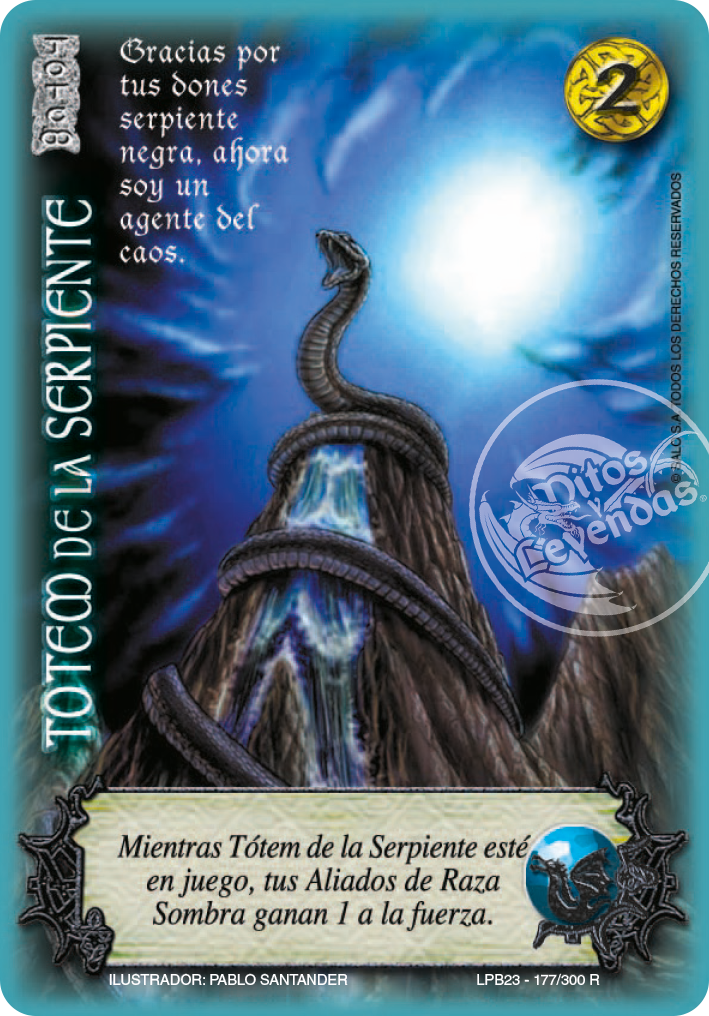 Gracias por
tus dones
serpiente
negra, ahora
soy un
agente del
caos.
2
TOTEM DE LA SERPIENTE
S.A. TODOS LOS DERECHOS RESERVADOS
Mitos
y
Leyendas®
Mientras Tótem de la Serpiente esté
en juego, tus Aliados de Raza
Sombra ganan 1 a la fuerza.
ILUSTRADOR: PABLO SANTANDER
LPB23 - 177/300 R